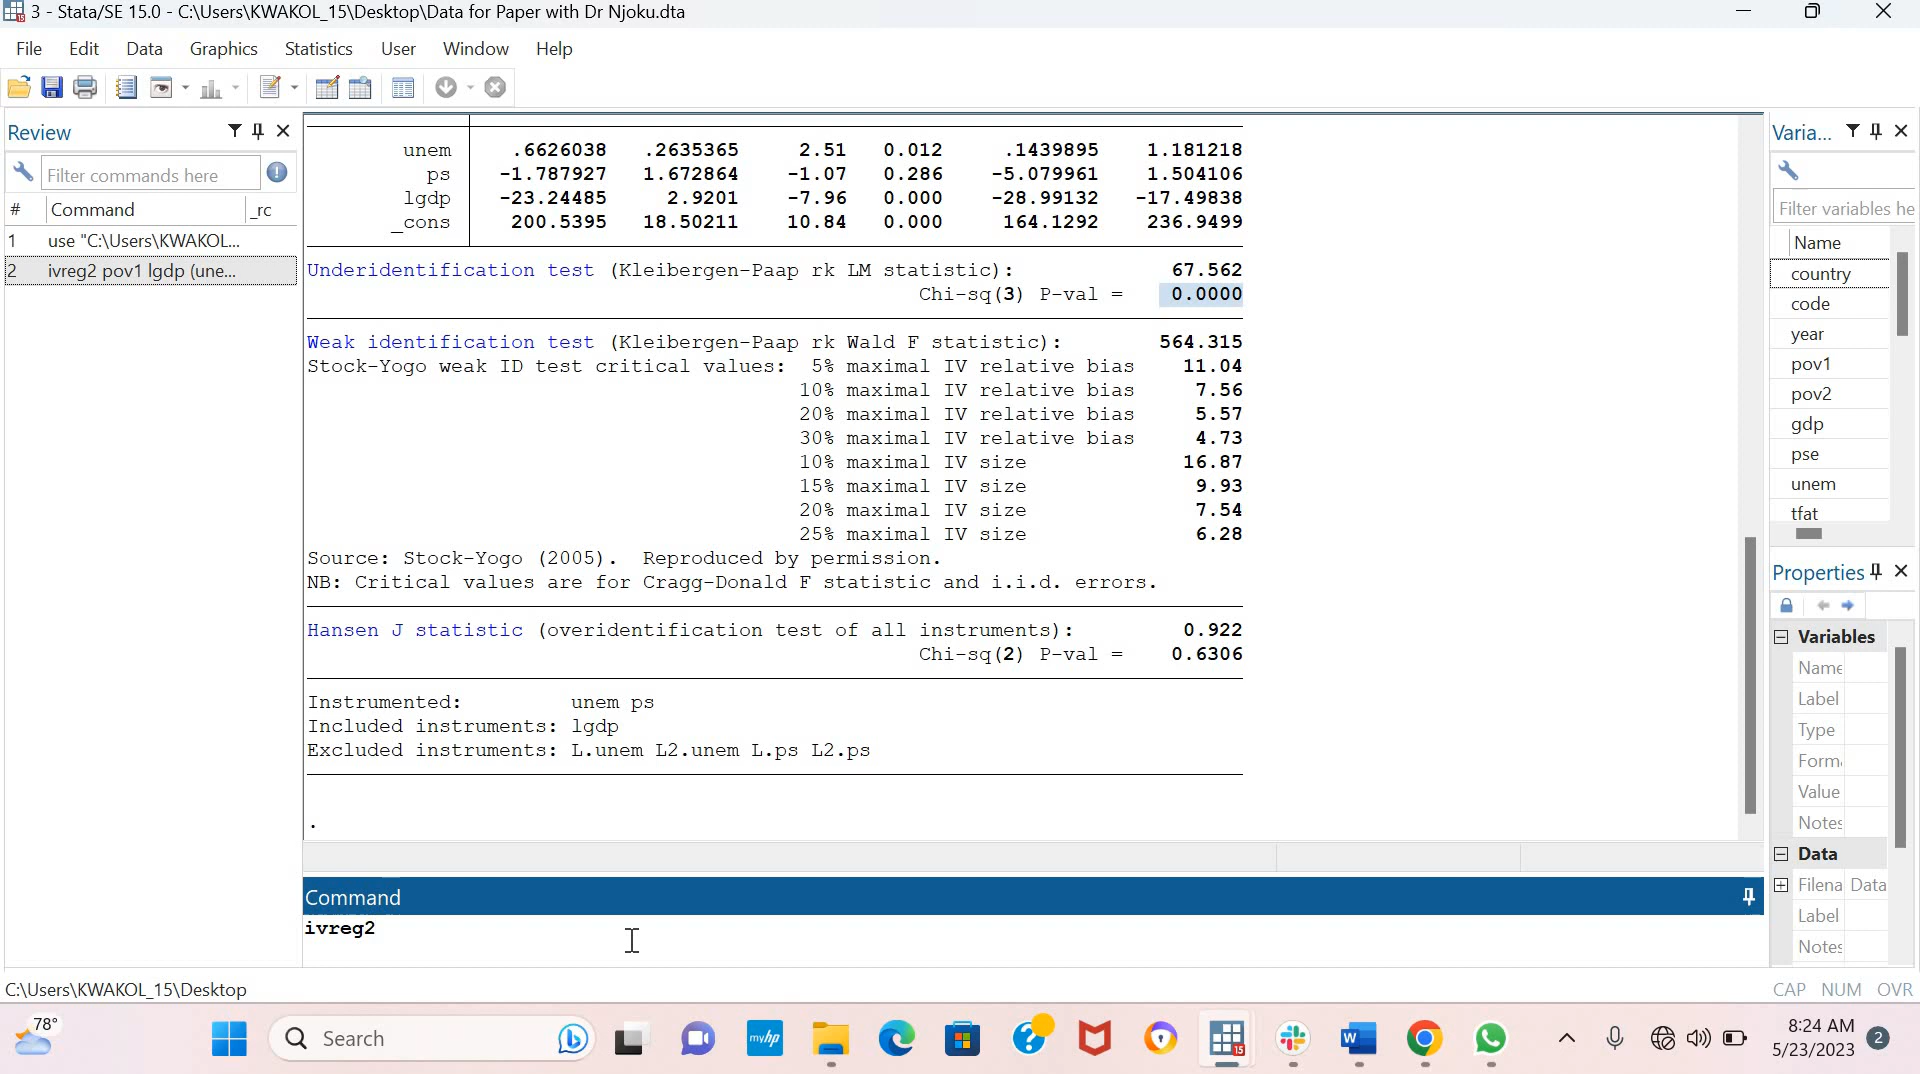 3 - Stata/SE 15.0 - C:\Users\KWAKOL_15\Desktop\Data for Paper with Dr Njoku.dta
File Edit Data Graphics Statistics User Window Help
Review
Filter commands here
# Command _rc
1 use "C:\Users\KWAKOL...
2 ivreg2 pov1 lgdp (une...
unem .6626038 .2635365 2.51 0.012 .1439895 1.181218
ps -1.787927 1.672864 -1.07 0.286 -5.079961 1.504106
lgdp -23.24485 2.9201 -7.96 0.000 -28.99132 -17.49838
_cons 200.5395 18.50211 10.84 0.000 164.1292 236.9499
Underidentification test (Kleibergen-Paap rk LM statistic): 67.562
Chi-sq(3) P-val = 0.0000
Weak identification test (Kleibergen-Paap rk Wald F statistic): 564.315
Stock-Yogo weak ID test critical values: 5% maximal IV relative bias 11.04
10% maximal IV relative bias 7.56
20% maximal IV relative bias 5.57
30% maximal IV relative bias 4.73
10% maximal IV size 16.87
15% maximal IV size 9.93
20% maximal IV size 7.54
25% maximal IV size 6.28
Source: Stock-Yogo (2005). Reproduced by permission.
NB: Critical values are for Cragg-Donald F statistic and i.i.d. errors.
Hansen J statistic (overidentification test of all instruments): 0.922
Chi-sq(2) P-val = 0.6306
Instrumented: unem ps
Included instruments: lgdp
Excluded instruments: L.unem L2.unem L.ps L2.ps
.
Command
ivreg2
Varia...
Filter variables he
Name
country
code
year
pov1
pov2
gdp
pse
unem
tfat
Properties
Variables
Name
Label
Type
Form
Value
Notes
Data
Filena Data
Label
Notes
C:\Users\KWAKOL_15\Desktop
CAP NUM OVR
78°
Search
myhp
15
W
8:24 AM
5/23/2023
2